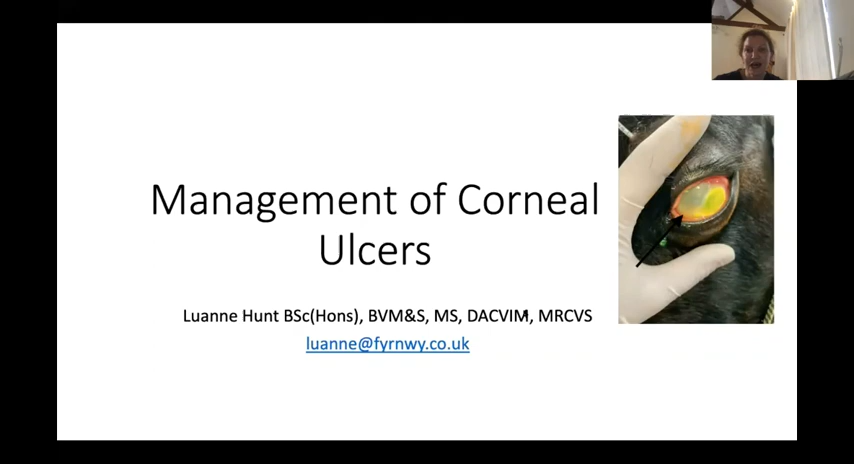 Management of Corneal
Ulcers
Luanne Hunt BSc(Hons), BVM&S, MS, DACVIM, MRCVS
luanne@fyrnwy.co.uk